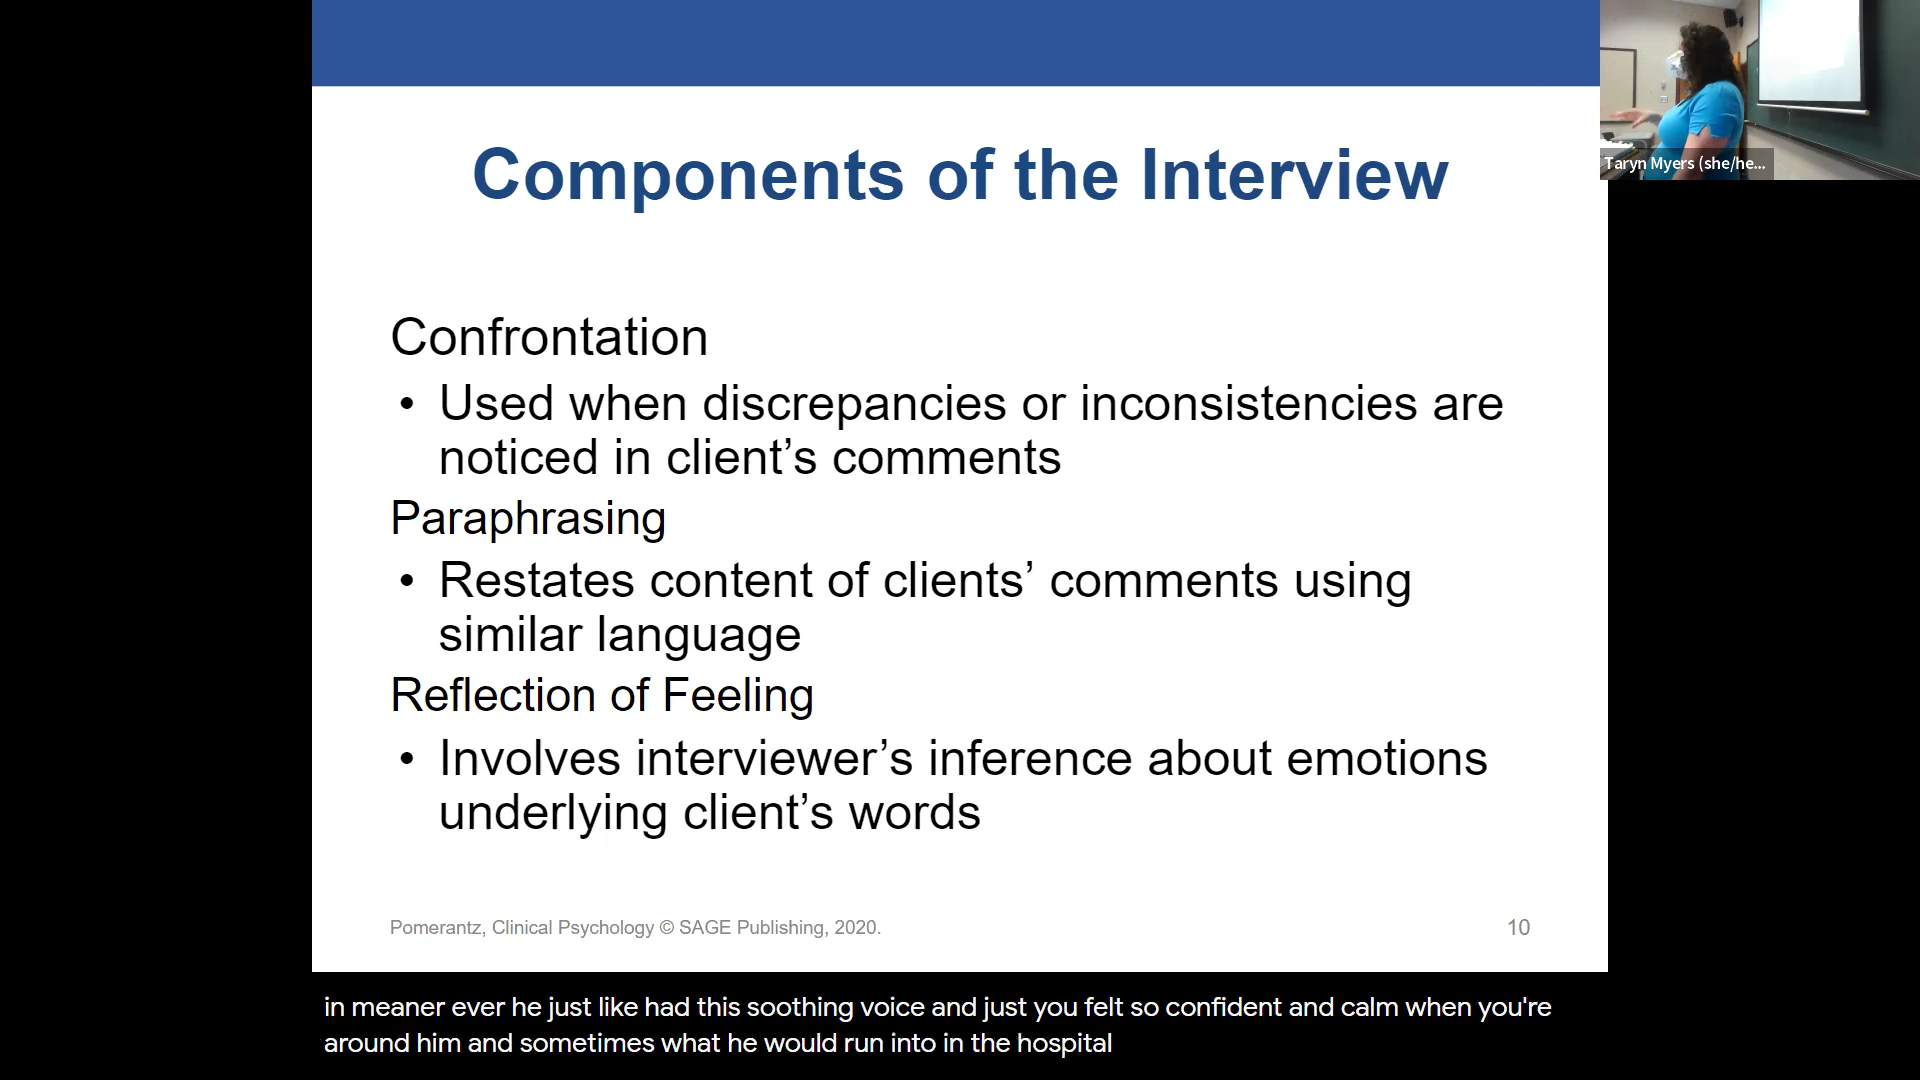 Components of the Interview
Confrontation
• Used when discrepancies or inconsistencies are
noticed in client’s comments
Paraphrasing
• Restates content of clients’ comments using
similar language
Reflection of Feeling
• Involves interviewer’s inference about emotions
underlying client’s words
Pomerantz, Clinical Psychology © SAGE Publishing, 2020.
10
Taryn Myers (she/he...
in meaner ever he just like had this soothing voice and just you felt so confident and calm when you're
around him and sometimes what he would run into in the hospital